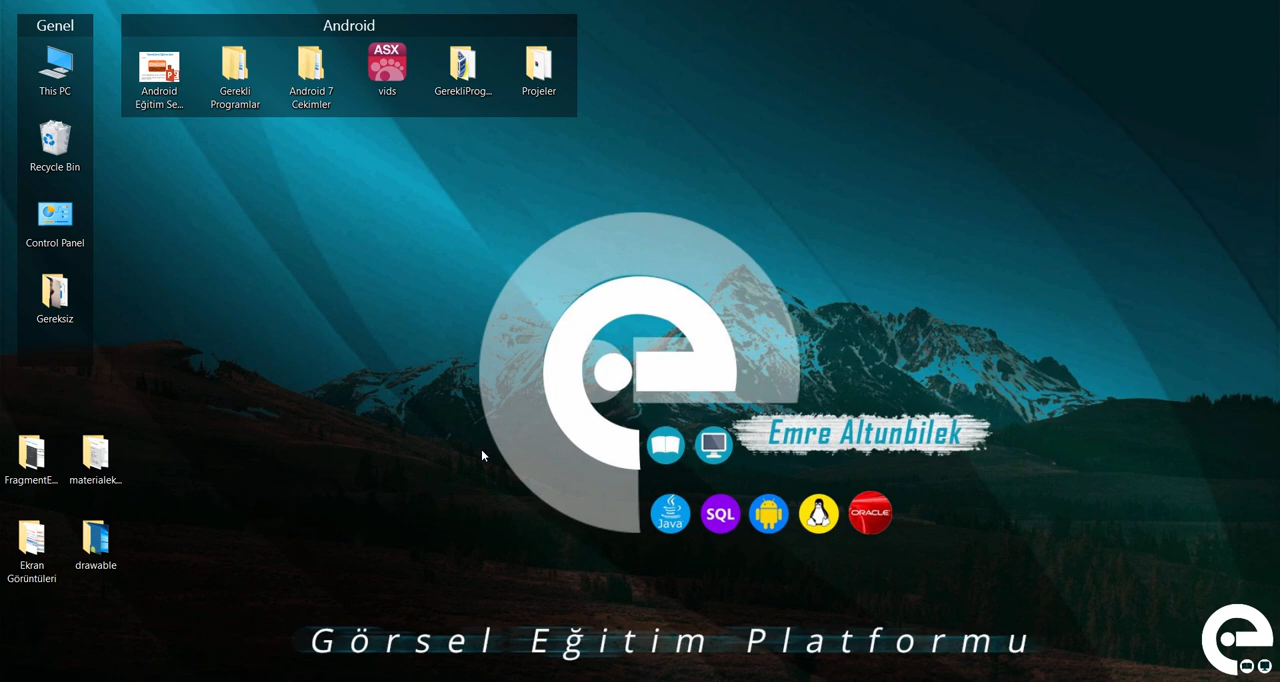 Genel
Android
This PC
Android
Eğitim Se...
Gerekli
Programlar
Android 7
Cekimler
ASX
vids
GerekliProg...
Projeler
Recycle Bin
Control Panel
Gereksiz
Emre Altunbilek
FragmentE...
materialek...
Java
SQL
ORACLE
Ekran
Görüntüleri
drawable
Görsel Eğitim Platformu